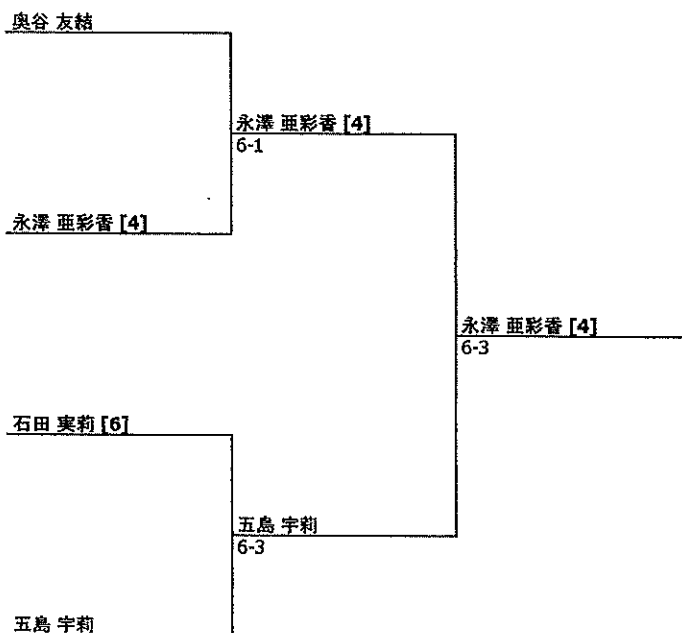 奥谷 友結
永澤 亜彩香 [4]
6-1
永澤 亜彩香 [4]
永澤 亜彩香 [4]
6-3
石田 実莉 [6]
五島 宇莉
6-3
五島 宇莉